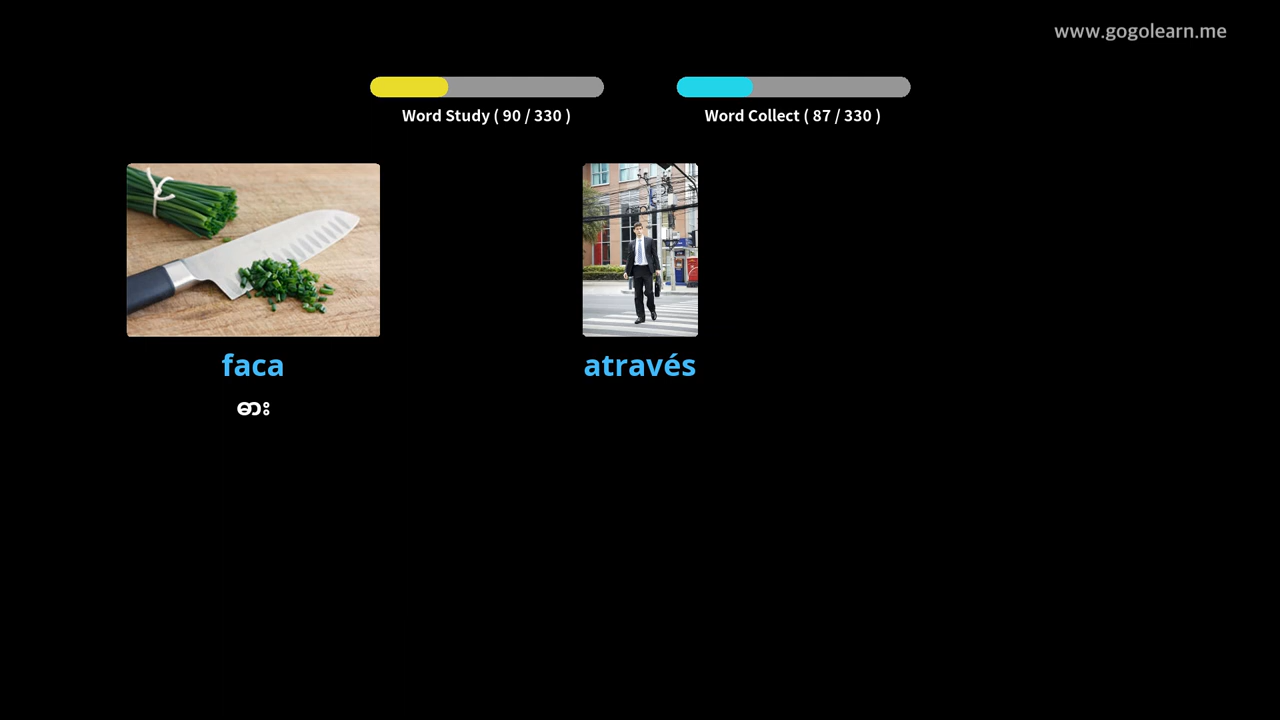 www.gogolearn.me
Word Study ( 90 / 330 )
Word Collect ( 87 / 330 )
faca
através
ဓား